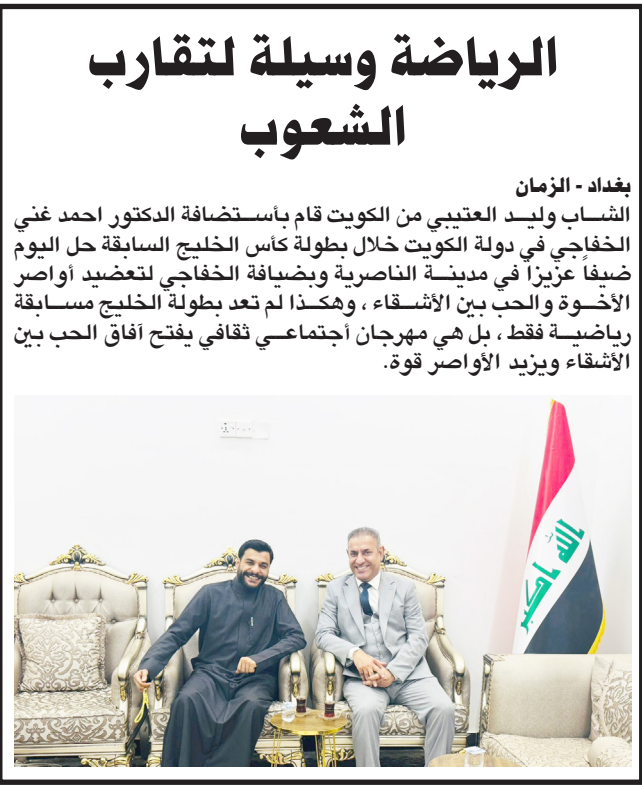 الرياضة وسيلة لتقارب
الشعوب
بغداد - الزمان
الشاب وليد العتيبي من الكويت قام بأستضافة الدكتور احمد غني
الخفاجي في دولة الكويت خلال بطولة كأس الخليج السابقة حل اليوم
ضيفاً عزيزا في مدينة الناصرية وبضيافة الخفاجي لتعضيد أواصر
الأخوة والحب بين الأشقاء ، وهكذا لم تعد بطولة الخليج مسابقة
رياضية فقط ، بل هي مهرجان أجتماعي ثقافي يفتح آفاق الحب بين
الأشقاء ويزيد الأواصر قوة.
الله اكبر